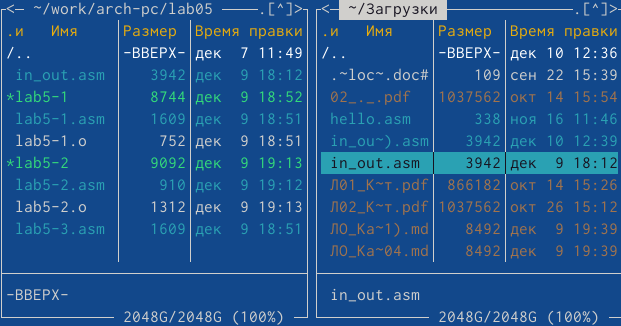 <— ~/work/arch-pc/lab05 ——.[^]>
.и Имя Размер Время правки
/.. -ВВЕРХ- дек 7 11:49
in_out.asm 3942 дек 9 18:12
*lab5-1 8744 дек 9 18:52
lab5-1.asm 1609 дек 9 18:51
lab5-1.o 752 дек 9 18:51
*lab5-2 9092 дек 9 19:13
lab5-2.asm 910 дек 9 19:12
lab5-2.o 1312 дек 9 19:13
lab5-3.asm 1609 дек 9 18:51
-ВВЕРХ-
2048G/2048G (100%)
<— ~/Загрузки ——.[^]>
.и Имя Размер Время правки
/.. -ВВЕРХ- дек 10 12:36
.~loc~.doc# 109 сен 22 15:39
02_._.pdf 1037562 окт 14 15:54
hello.asm 338 ноя 16 11:46
in_ou~).asm 3942 дек 10 12:39
in_out.asm 3942 дек 9 18:12
Л01_К~т.pdf 866182 окт 14 15:26
Л02_К~т.pdf 1037562 окт 26 15:12
ЛО_Ка~1).md 8492 дек 9 19:39
ЛО_Ка~04.md 8492 дек 9 19:39
in_out.asm
2048G/2048G (100%)